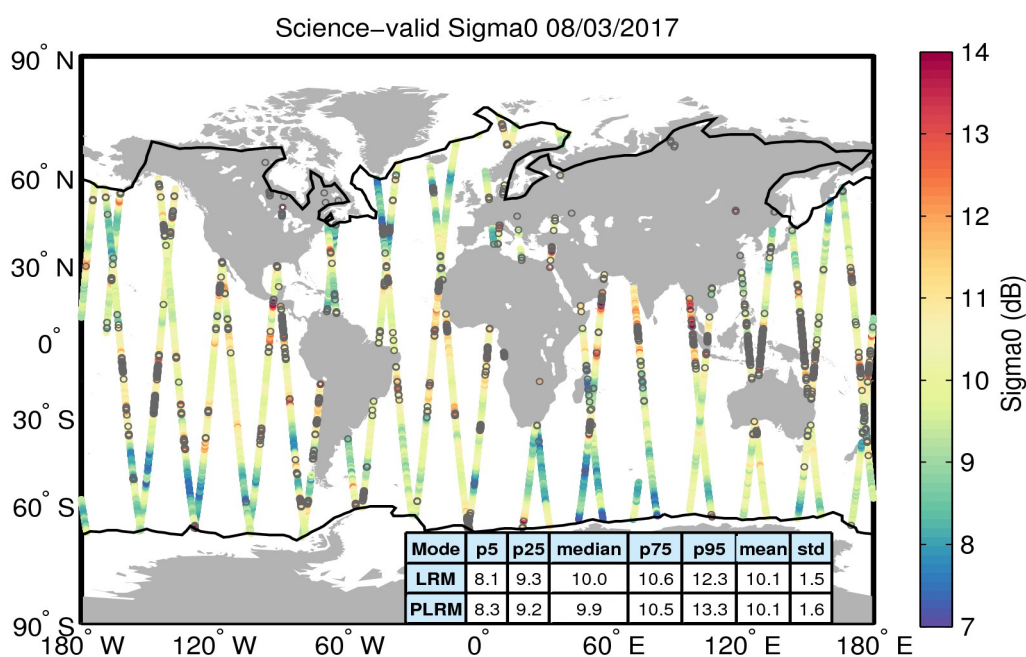 Science−valid Sigma0 08/03/2017
90° N
60° N
30° N
0°
30° S
60° S
90° S
180° W
120° W
60° W
0°
60° E
120° E
180° E
14
13
12
11
10
9
8
7
Sigma0 (dB)
Mode p5 p25 median p75 p95 mean std
LRM 8.1 9.3 10.0 10.6 12.3 10.1 1.5
PLRM 8.3 9.2 9.9 10.5 13.3 10.1 1.6